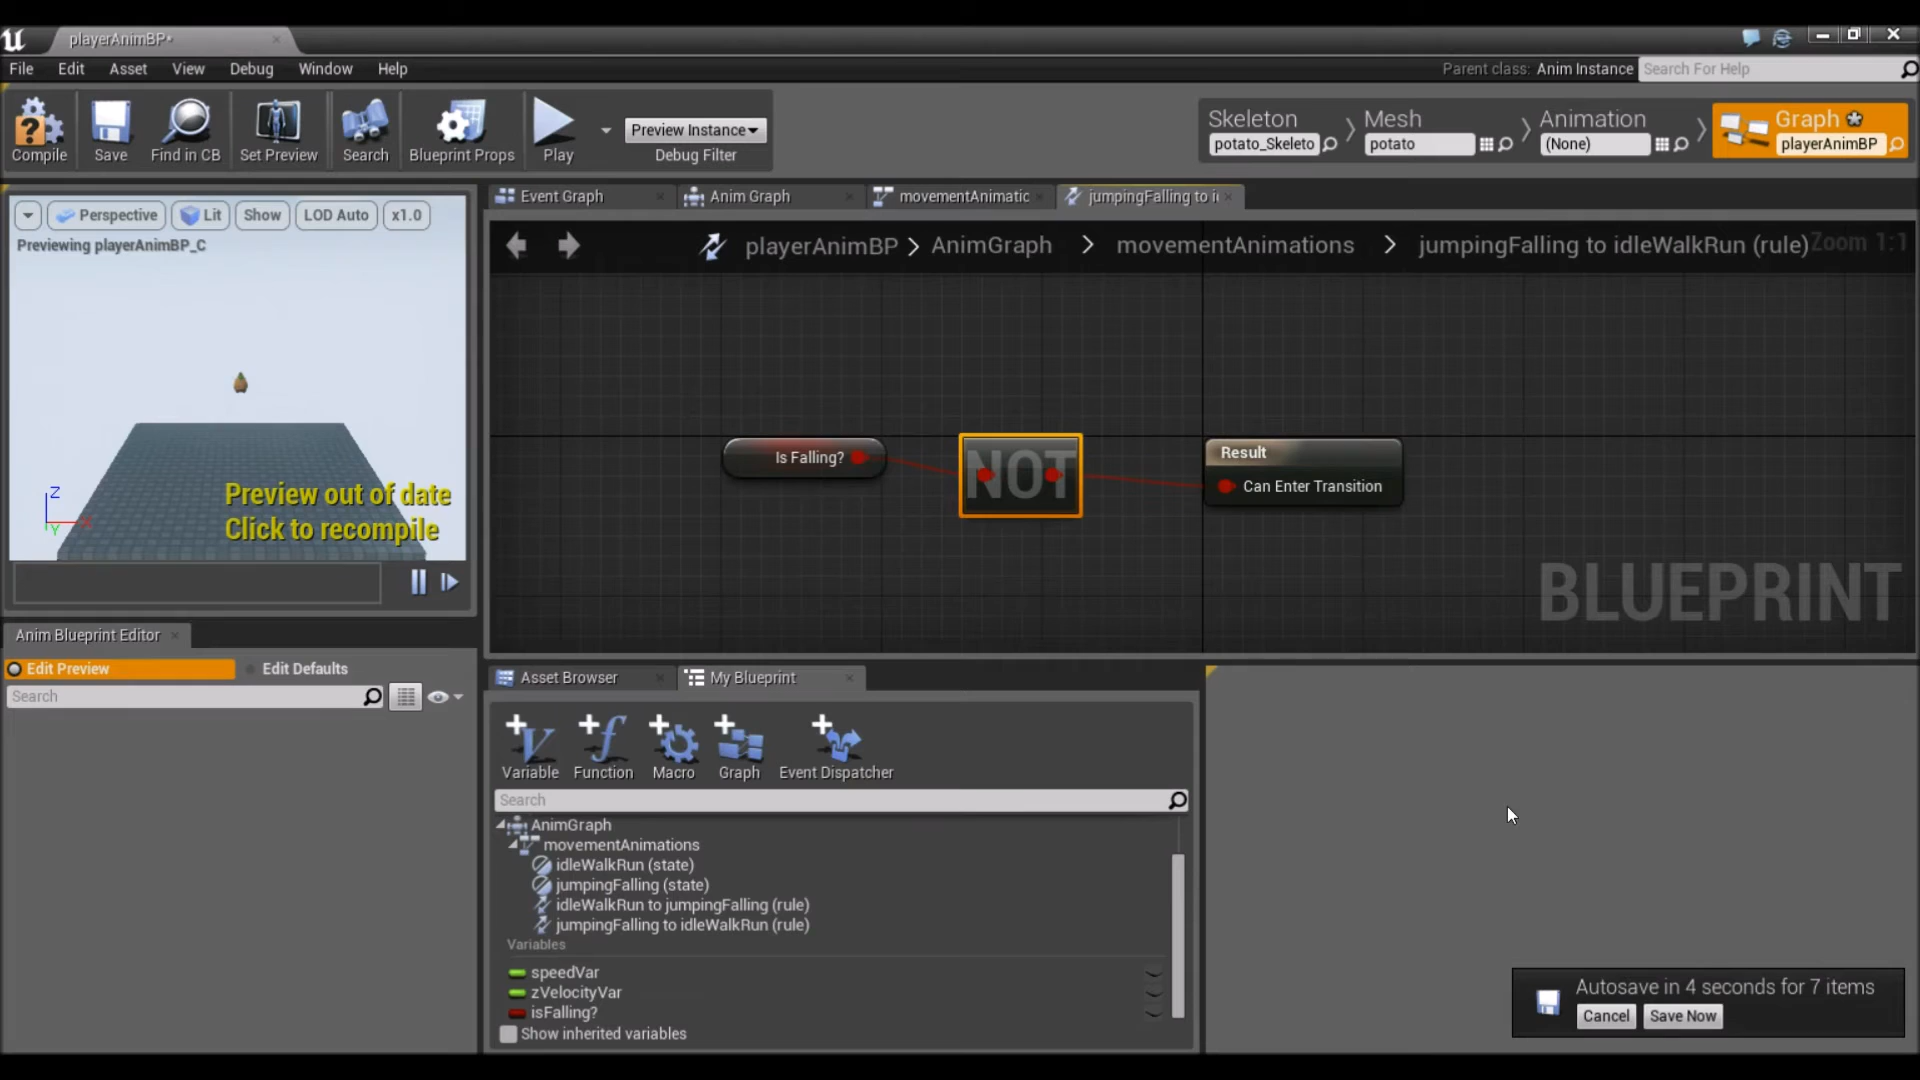 playerAnimBP*
File Edit Asset View Debug Window Help
Parent class: Anim Instance Search For Help
Compile Save Find in CB Set Preview Search Blueprint Props Play
Preview Instance
Debug Filter
Skeleton Mesh Animation Graph
potato_Skeleto potato (None) playerAnimBP
Perspective Lit Show LOD Auto x1.0
Previewing playerAnimBP_C
Z
X
Y
Preview out of date
Click to recompile
Event Graph Anim Graph movementAnimatic jumpingFalling to i
playerAnimBP > AnimGraph > movementAnimations > jumpingFalling to idleWalkRun (rule) Zoom 1:1
Is Falling?
NOT
Result
Can Enter Transition
BLUEPRINT
Anim Blueprint Editor
Edit Preview Edit Defaults
Search
Asset Browser My Blueprint
Variable Function Macro Graph Event Dispatcher
Search
AnimGraph
movementAnimations
idleWalkRun (state)
jumpingFalling (state)
idleWalkRun to jumpingFalling (rule)
jumpingFalling to idleWalkRun (rule)
Variables
speedVar
zVelocityVar
isFalling?
Show inherited variables
Autosave in 4 seconds for 7 items
Cancel Save Now